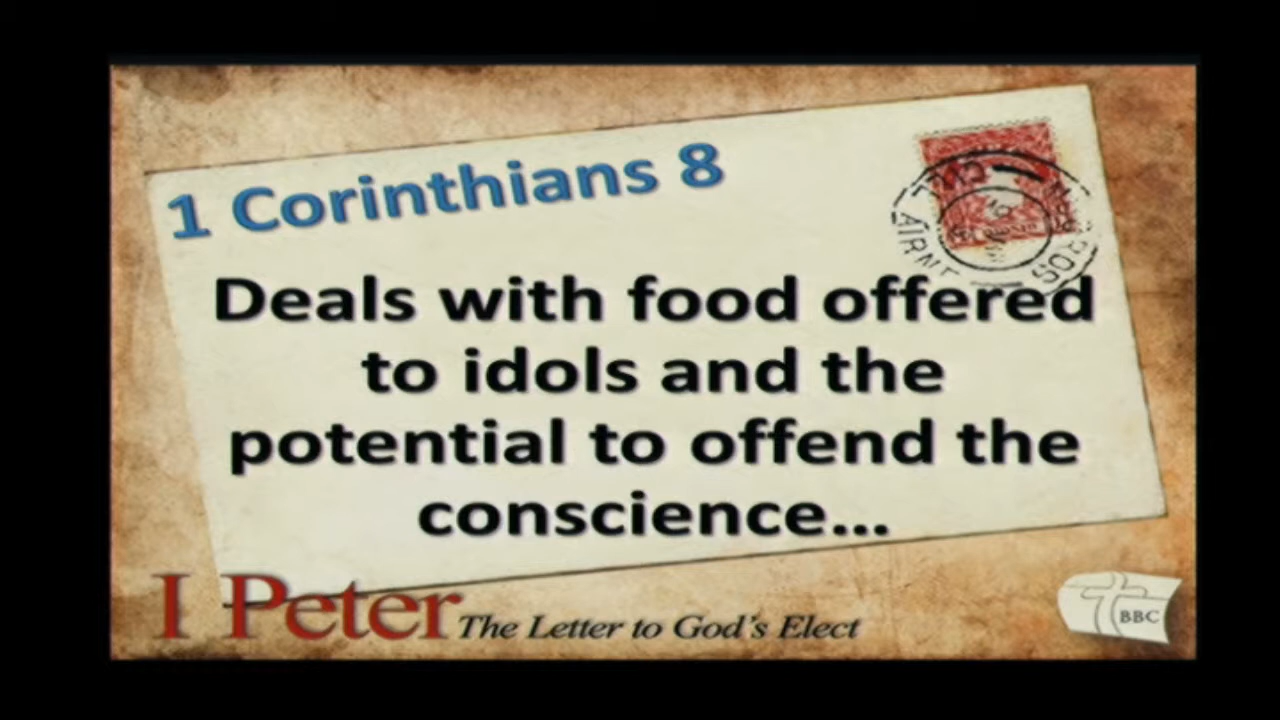 1 Corinthians 8
Deals with food offered
to idols and the
potential to offend the
conscience...
I Peter The Letter to God's Elect
BBC